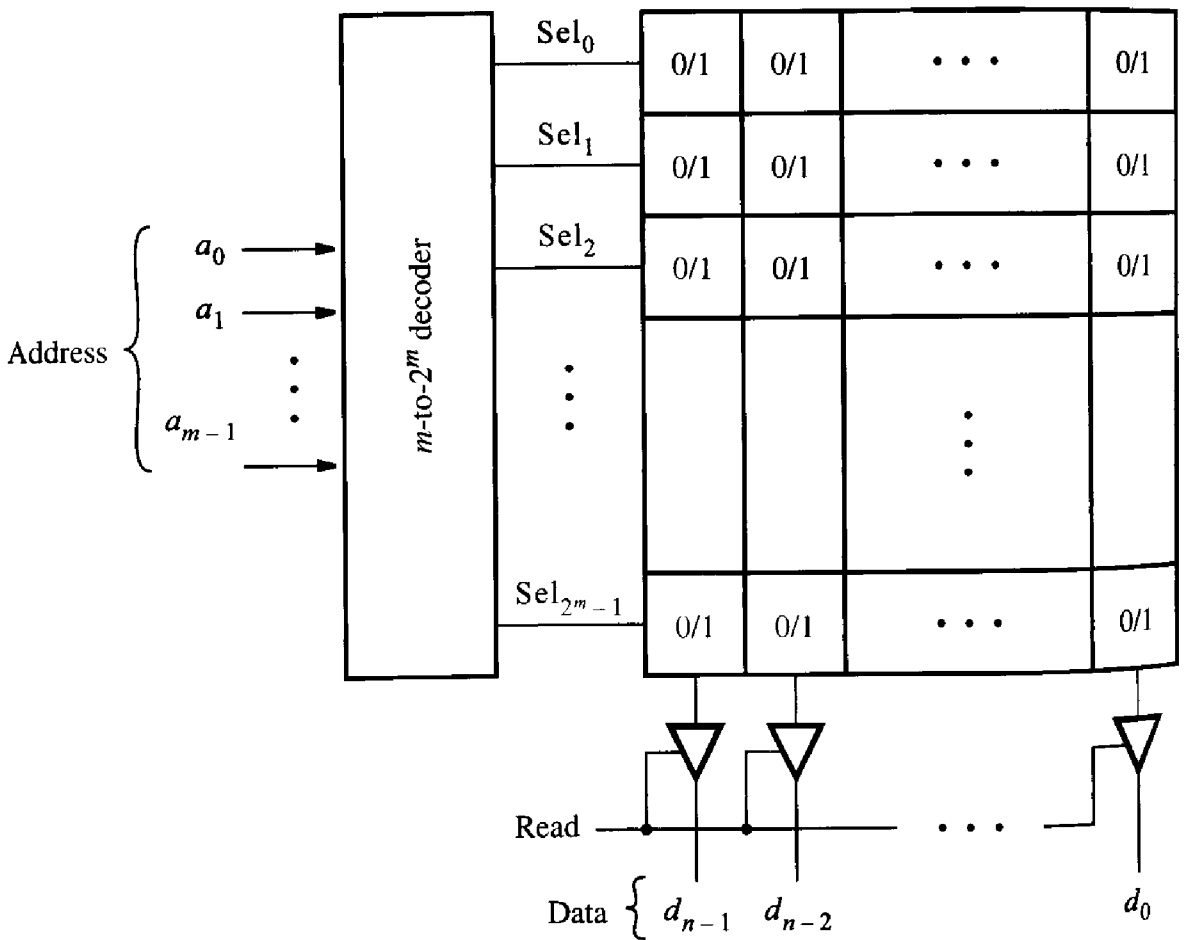 Sel₀
0/1 0/1 • • • 0/1
Sel₁
0/1 0/1 • • • 0/1
Sel₂
0/1 0/1 • • • 0/1
Address
a₀
a₁
aₘ₋₁
m-to-2ᵐ decoder
Sel_{2ᵐ−1}
0/1 0/1 • • • 0/1
Read • • •
Data { dₙ₋₁ dₙ₋₂ d₀